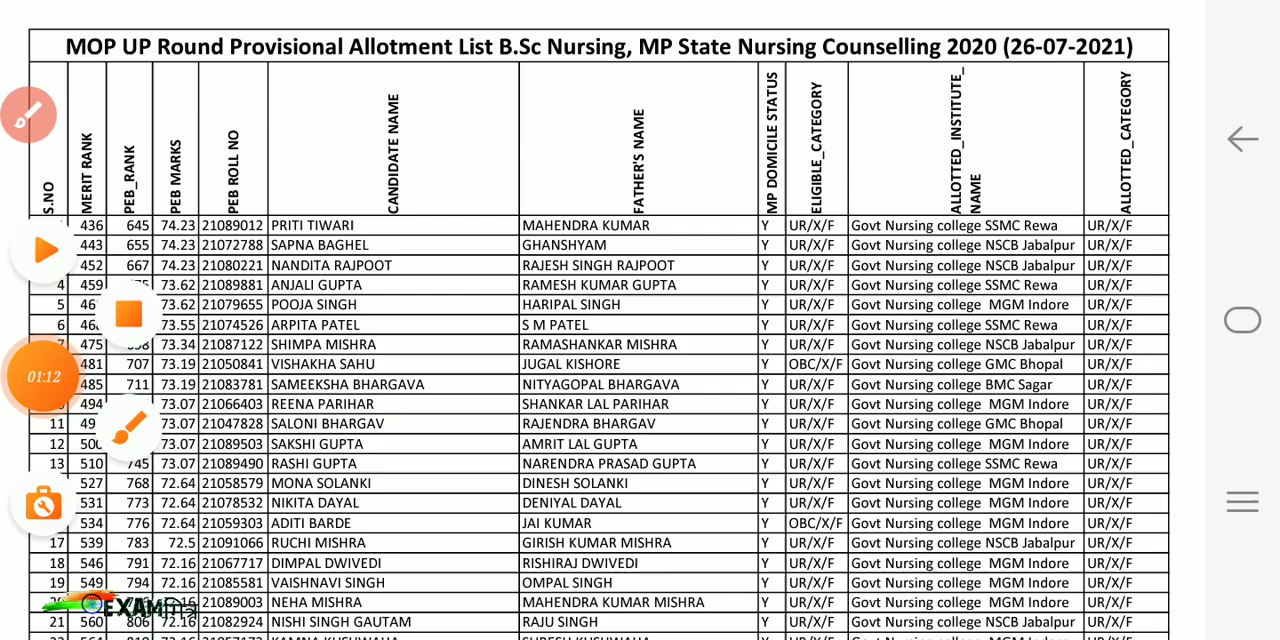 MOP UP Round Provisional Allotment List B.Sc Nursing, MP State Nursing Counselling 2020 (26-07-2021)
S.NO MERIT RANK PEB_RANK PEB MARKS PEB ROLL NO CANDIDATE NAME FATHER'S NAME MP DOMICILE STATUS ELIGIBLE_CATEGORY ALLOTTED_INSTITUTE_NAME ALLOTTED_CATEGORY
436 645 74.23 21089012 PRITI TIWARI MAHENDRA KUMAR Y UR/X/F Govt Nursing college SSMC Rewa UR/X/F
443 655 74.23 21072788 SAPNA BAGHEL GHANSHYAM Y UR/X/F Govt Nursing college NSCB Jabalpur UR/X/F
452 667 74.23 21080221 NANDITA RAJPOOT RAJESH SINGH RAJPOOT Y UR/X/F Govt Nursing college NSCB Jabalpur UR/X/F
4 459 73.62 21089881 ANJALI GUPTA RAMESH KUMAR GUPTA Y UR/X/F Govt Nursing college SSMC Rewa UR/X/F
5 73.62 21079655 POOJA SINGH HARIPAL SINGH Y UR/X/F Govt Nursing college MGM Indore UR/X/F
6 73.55 21074526 ARPITA PATEL S M PATEL Y UR/X/F Govt Nursing college SSMC Rewa UR/X/F
7 475 73.34 21087122 SHIMPA MISHRA RAMASHANKAR MISHRA Y UR/X/F Govt Nursing college NSCB Jabalpur UR/X/F
481 707 73.19 21050841 VISHAKHA SAHU JUGAL KISHORE Y OBC/X/F Govt Nursing college GMC Bhopal UR/X/F
01:12
485 711 73.19 21083781 SAMEEKSHA BHARGAVA NITYAGOPAL BHARGAVA Y UR/X/F Govt Nursing college BMC Sagar UR/X/F
494 73.07 21066403 REENA PARIHAR SHANKAR LAL PARIHAR Y UR/X/F Govt Nursing college MGM Indore UR/X/F
11 73.07 21047828 SALONI BHARGAV RAJENDRA BHARGAV Y UR/X/F Govt Nursing college GMC Bhopal UR/X/F
12 500 73.07 21089503 SAKSHI GUPTA AMRIT LAL GUPTA Y UR/X/F Govt Nursing college MGM Indore UR/X/F
13 510 745 73.07 21089490 RASHI GUPTA NARENDRA PRASAD GUPTA Y UR/X/F Govt Nursing college SSMC Rewa UR/X/F
527 768 72.64 21058579 MONA SOLANKI DINESH SOLANKI Y UR/X/F Govt Nursing college MGM Indore UR/X/F
531 773 72.64 21078532 NIKITA DAYAL DENIYAL DAYAL Y UR/X/F Govt Nursing college MGM Indore UR/X/F
534 776 72.64 21059303 ADITI BARDE JAI KUMAR Y OBC/X/F Govt Nursing college MGM Indore UR/X/F
17 539 783 72.5 21091066 RUCHI MISHRA GIRISH KUMAR MISHRA Y UR/X/F Govt Nursing college NSCB Jabalpur UR/X/F
18 546 791 72.16 21067717 DIMPAL DWIVEDI RISHIRAJ DWIVEDI Y UR/X/F Govt Nursing college MGM Indore UR/X/F
19 549 794 72.16 21085581 VAISHNAVI SINGH OMPAL SINGH Y UR/X/F Govt Nursing college MGM Indore UR/X/F
21089003 NEHA MISHRA MAHENDRA KUMAR MISHRA Y UR/X/F Govt Nursing college MGM Indore UR/X/F
EXAMमित्र
21 560 806 72.16 21082924 NISHI SINGH GAUTAM RAJU SINGH Y UR/X/F Govt Nursing college NSCB Jabalpur UR/X/F